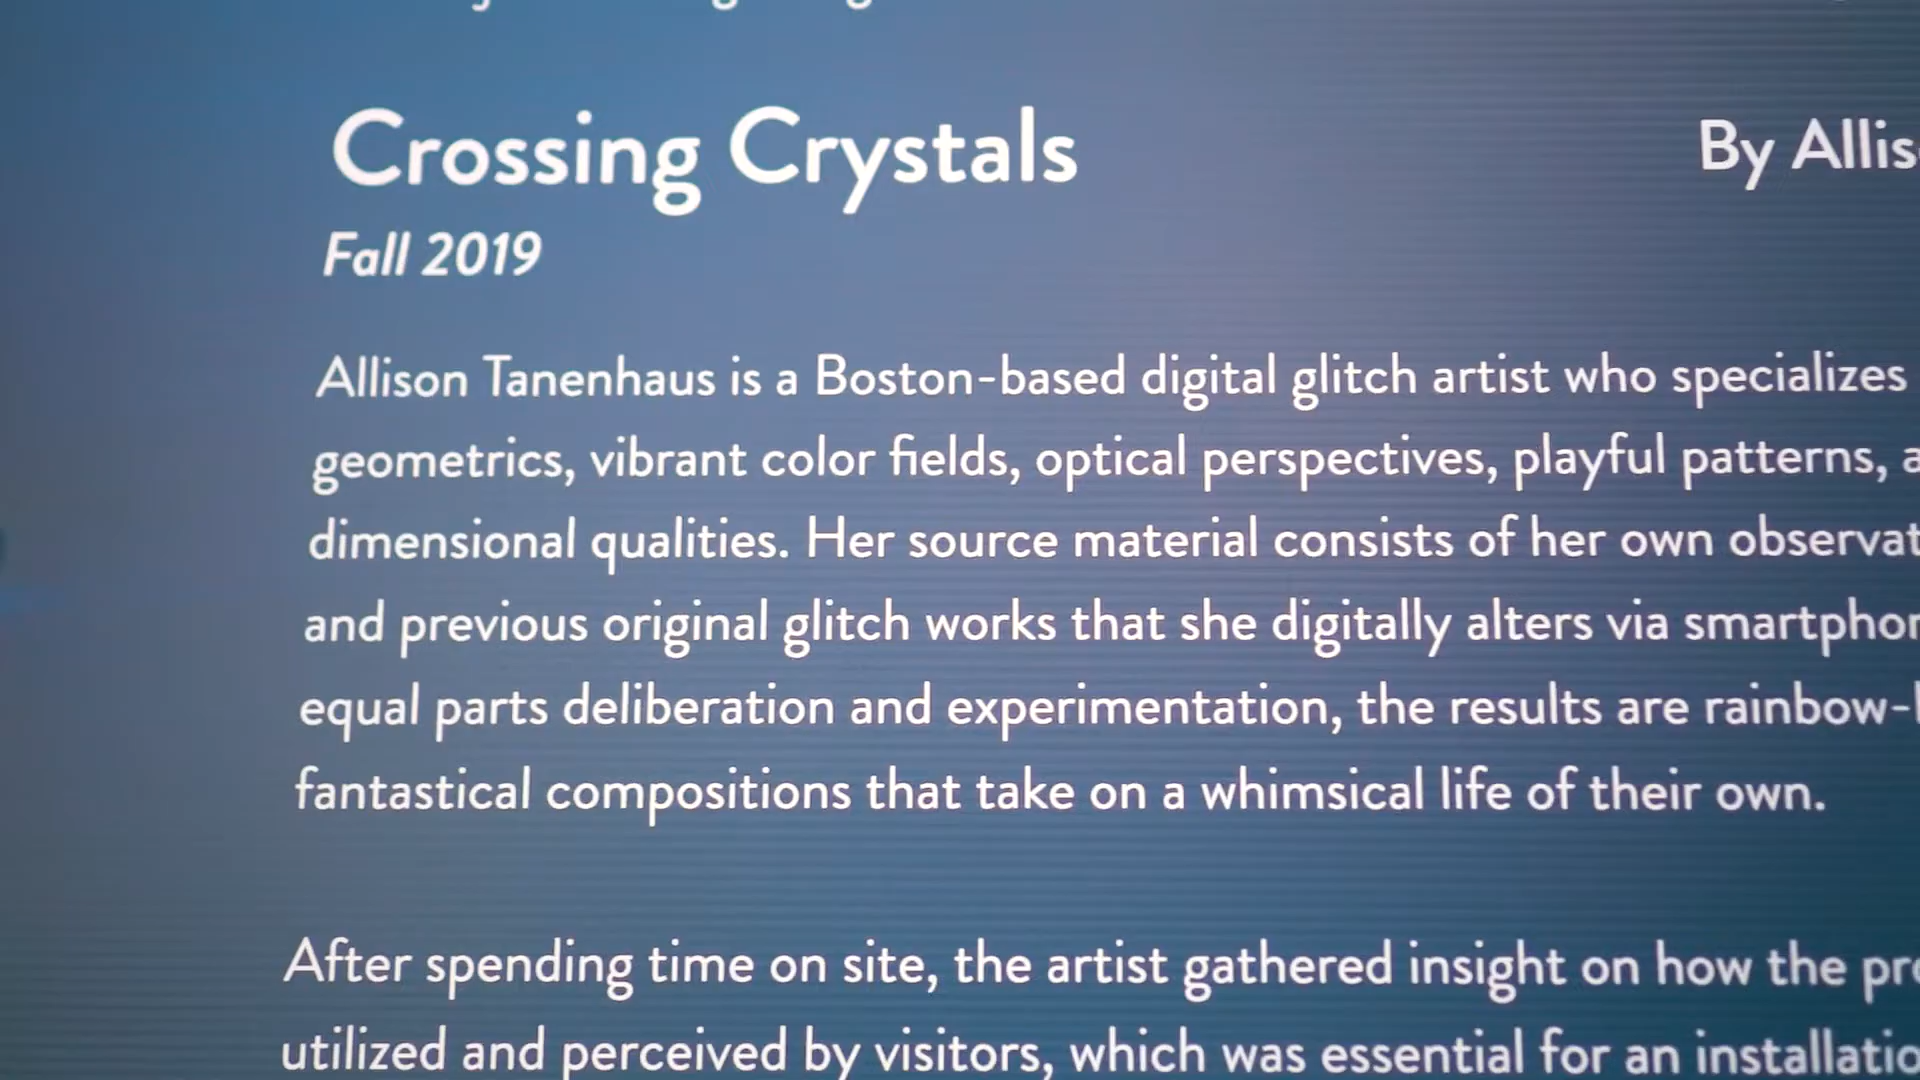 Crossing Crystals
By
Fall 2019
Allison Tanenhaus is a Boston-based digital glitch artist who specializes
geometrics, vibrant color fields, optical perspectives, playful patterns,
dimensional qualities. Her source material consists of her own
and previous original glitch works that she digitally alters via
equal parts deliberation and experimentation, the results are
fantastical compositions that take on a whimsical life of their own.
After spending time on site, the artist gathered insight on how the
utilized and perceived by visitors, which was essential for an